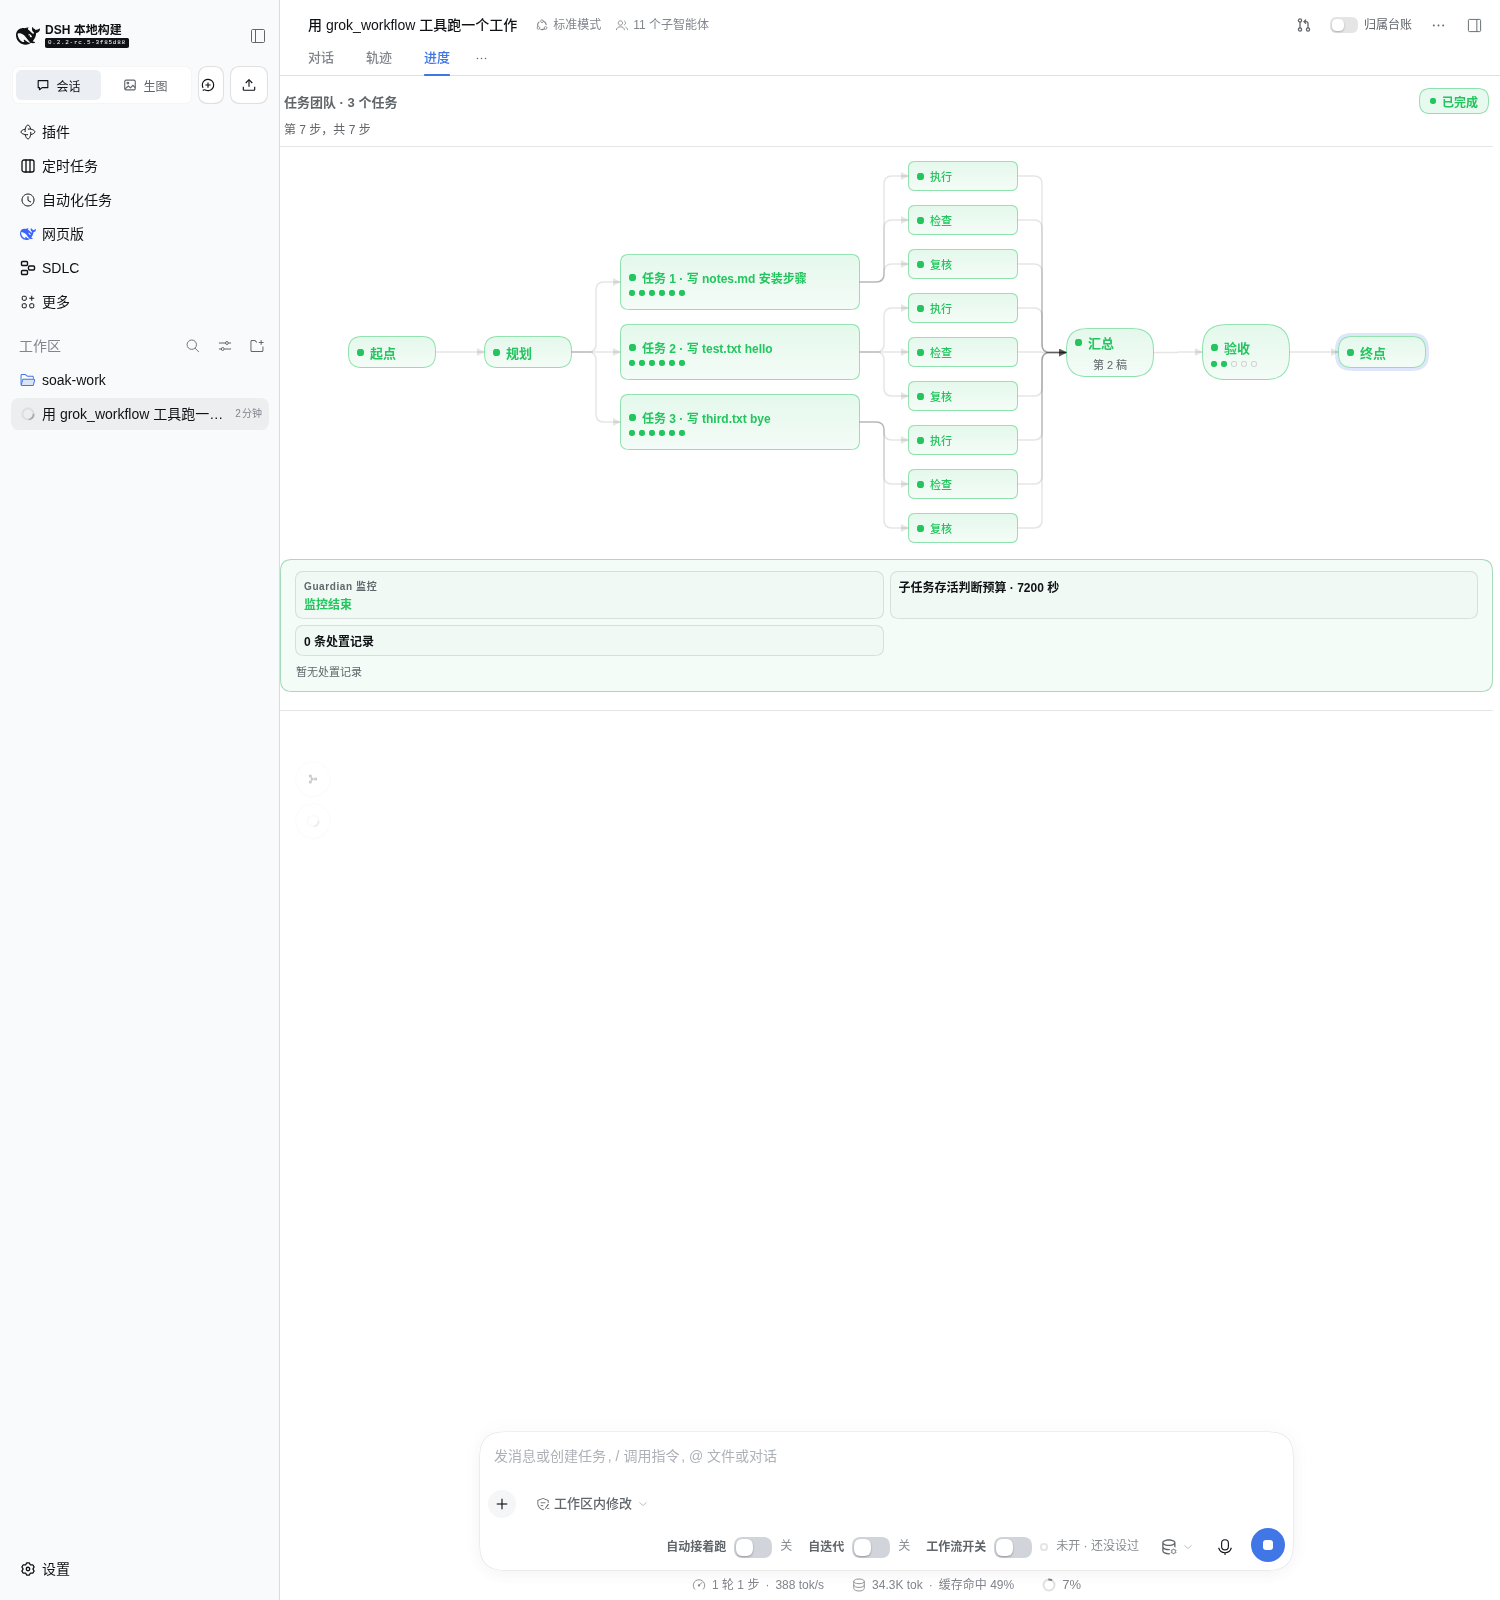 DSH 本地构建
0.2.2-rc.5-3f85d88
会话
生图
插件
定时任务
自动化任务
网页版
SDLC
更多
工作区
soak-work
用 grok_workflow 工具跑一… 2分钟
设置
用 grok_workflow 工具跑一个工作 标准模式 11 个子智能体 归属台账
对话 轨迹 进度
任务团队 · 3 个任务
已完成
第 7 步，共 7 步
起点
规划
任务 1 · 写 notes.md 安装步骤
任务 2 · 写 test.txt hello
任务 3 · 写 third.txt bye
执行
检查
复核
执行
检查
复核
执行
检查
复核
汇总
第 2 稿
验收
终点
Guardian 监控
监控结束
子任务存活判断预算 · 7200 秒
0 条处置记录
暂无处置记录
发消息或创建任务, / 调用指令, @ 文件或对话
工作区内修改
自动接着跑 关 自迭代 关 工作流开关 未开 · 还没设过
1 轮 1 步 · 388 tok/s 34.3K tok · 缓存命中 49% 7%